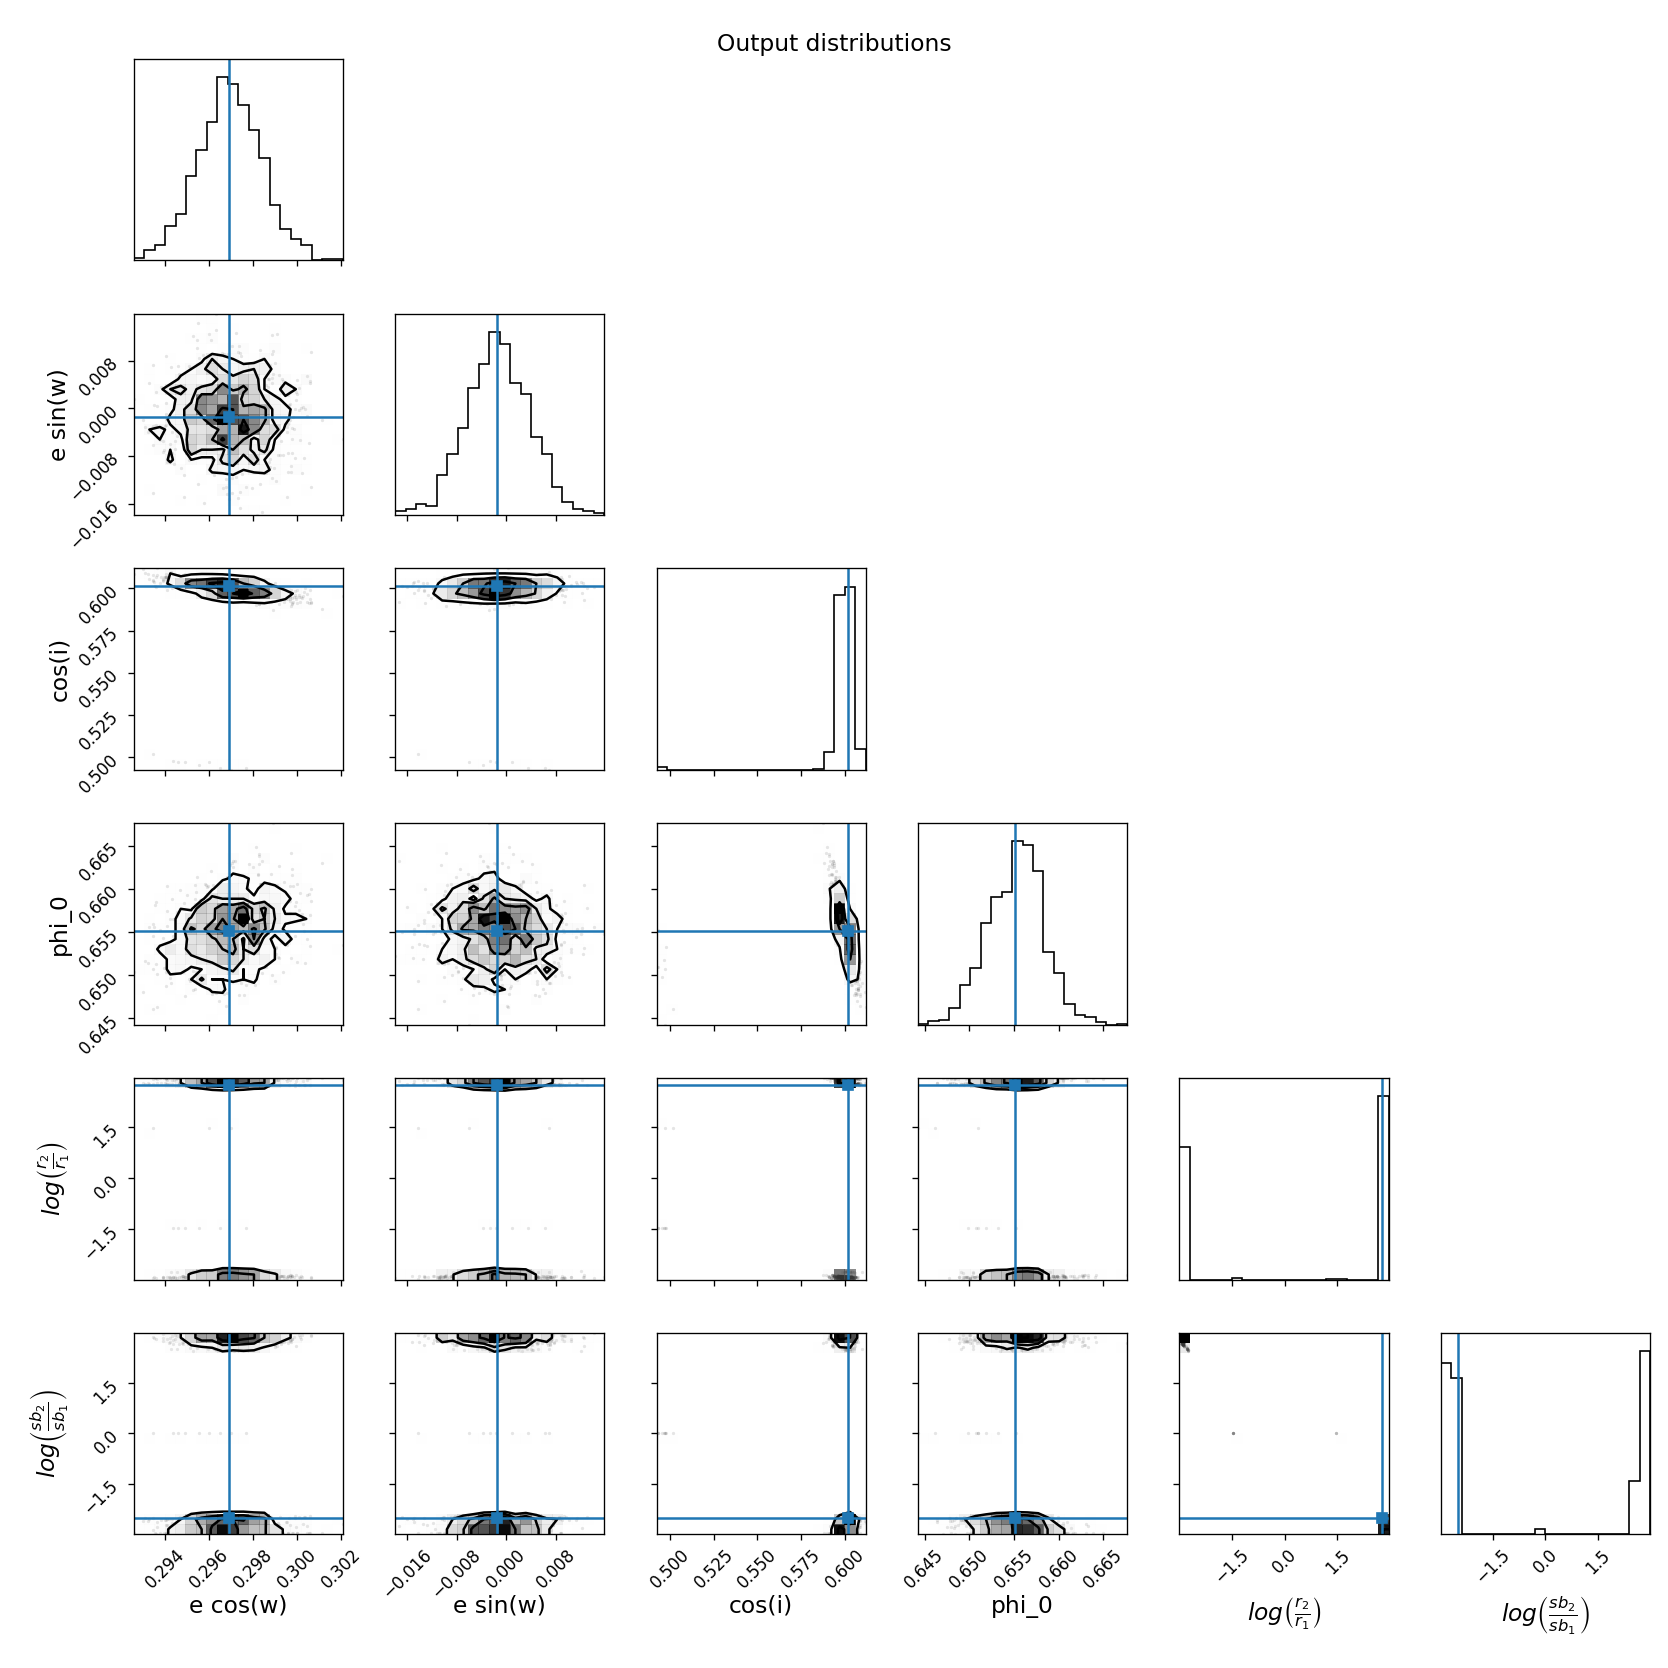 Output distributions
e sin(w)
0.008
0.000
−0.008
−0.016
cos(i)
0.600
0.575
0.550
0.525
0.500
phi_0
0.665
0.660
0.655
0.650
0.645
log(r₂/r₁)
1.5
0.0
−1.5
log(sb₂/sb₁)
1.5
0.0
−1.5
0.294 0.296 0.298 0.300 0.302 −0.016 −0.008 0.000 0.008 0.500 0.525 0.550 0.575 0.600 0.645 0.650 0.655 0.660 0.665 −1.5 0.0 1.5 −1.5 0.0 1.5
e cos(w) e sin(w) cos(i) phi_0 log(r₂/r₁) log(sb₂/sb₁)